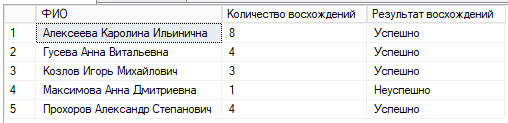 ФИО Количество восхождений Результат восхождений
1 Алексеева Каролина Ильинична 8 Успешно
2 Гусева Анна Витальевна 4 Успешно
3 Козлов Игорь Михайлович 3 Успешно
4 Максимова Анна Дмитриевна 1 Неуспешно
5 Прохоров Александр Степанович 4 Успешно